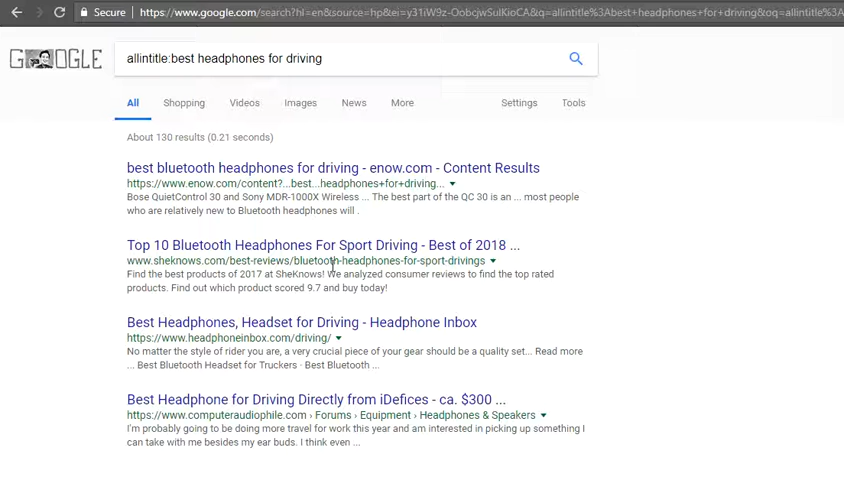 Secure https://www.google.com/search?hl=en&source=hp&ei=y31iW9z-OobcjwSulKioCA&q=allintitle%3Abest+headphones+for+driving&oq=allintitle%3A
GOOGLE allintitle:best headphones for driving
All Shopping Videos Images News More Settings Tools
About 130 results (0.21 seconds)
best bluetooth headphones for driving - enow.com - Content Results
https://www.enow.com/content?...best...headphones+for+driving...
Bose QuietControl 30 and Sony MDR-1000X Wireless ... The best part of the QC 30 is an ... most people
who are relatively new to Bluetooth headphones will .
Top 10 Bluetooth Headphones For Sport Driving - Best of 2018 ...
www.sheknows.com/best-reviews/bluetooth-headphones-for-sport-drivings
Find the best products of 2017 at SheKnows! We analyzed consumer reviews to find the top rated
products. Find out which product scored 9.7 and buy today!
Best Headphones, Headset for Driving - Headphone Inbox
https://www.headphoneinbox.com/driving/
No matter the style of rider you are, a very crucial piece of your gear should be a quality set... Read more
... Best Bluetooth Headset for Truckers · Best Bluetooth ...
Best Headphone for Driving Directly from iDefices - ca. $300 ...
https://www.computeraudiophile.com › Forums › Equipment › Headphones & Speakers
I'm probably going to be doing more travel for work this year and am interested in picking up something I
can take with me besides my ear buds. I think even ...